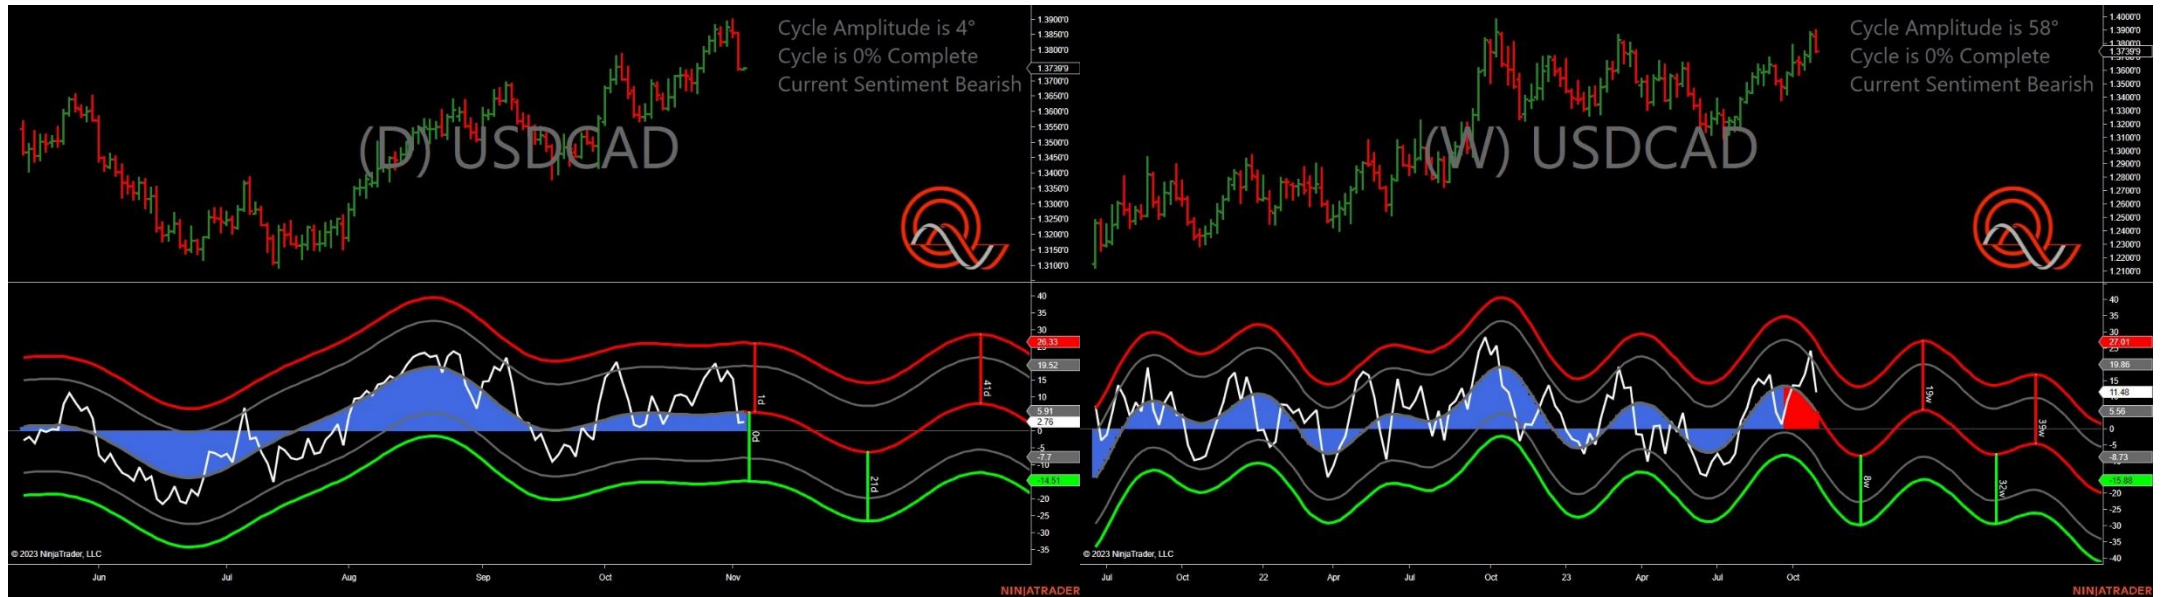 Cycle Amplitude is 4°
Cycle is 0% Complete
Current Sentiment Bearish
(D) USDCAD
1.3900'0
1.3850'0
1.3800'0
1.3739'9
1.3700'0
1.3650'0
1.3600'0
1.3550'0
1.3500'0
1.3450'0
1.3400'0
1.3350'0
1.3300'0
1.3250'0
1.3200'0
1.3150'0
1.3100'0
40
35
30
26.33
19.52
15
10
5.91
2.76
0
-5
-7.7
-10
-14.51
-20
-25
-30
-35
1d
0d
21d
41d
© 2023 NinjaTrader, LLC
Jun
Jul
Aug
Sep
Oct
Nov
NINJATRADER
Cycle Amplitude is 58°
Cycle is 0% Complete
Current Sentiment Bearish
(W) USDCAD
1.4000'0
1.3900'0
1.3800'0
1.3739'9
1.3600'0
1.3500'0
1.3400'0
1.3300'0
1.3200'0
1.3100'0
1.3000'0
1.2900'0
1.2800'0
1.2700'0
1.2600'0
1.2500'0
1.2400'0
1.2300'0
1.2200'0
1.2100'0
40
35
30
27.01
19.86
15
11.48
5.56
0
-5
-8.73
-15.88
-20
-25
-30
-35
-40
8w
19w
32w
39w
© 2023 NinjaTrader, LLC
Jul
Oct
22
Apr
Jul
Oct
23
Apr
Jul
Oct
NINJATRADER